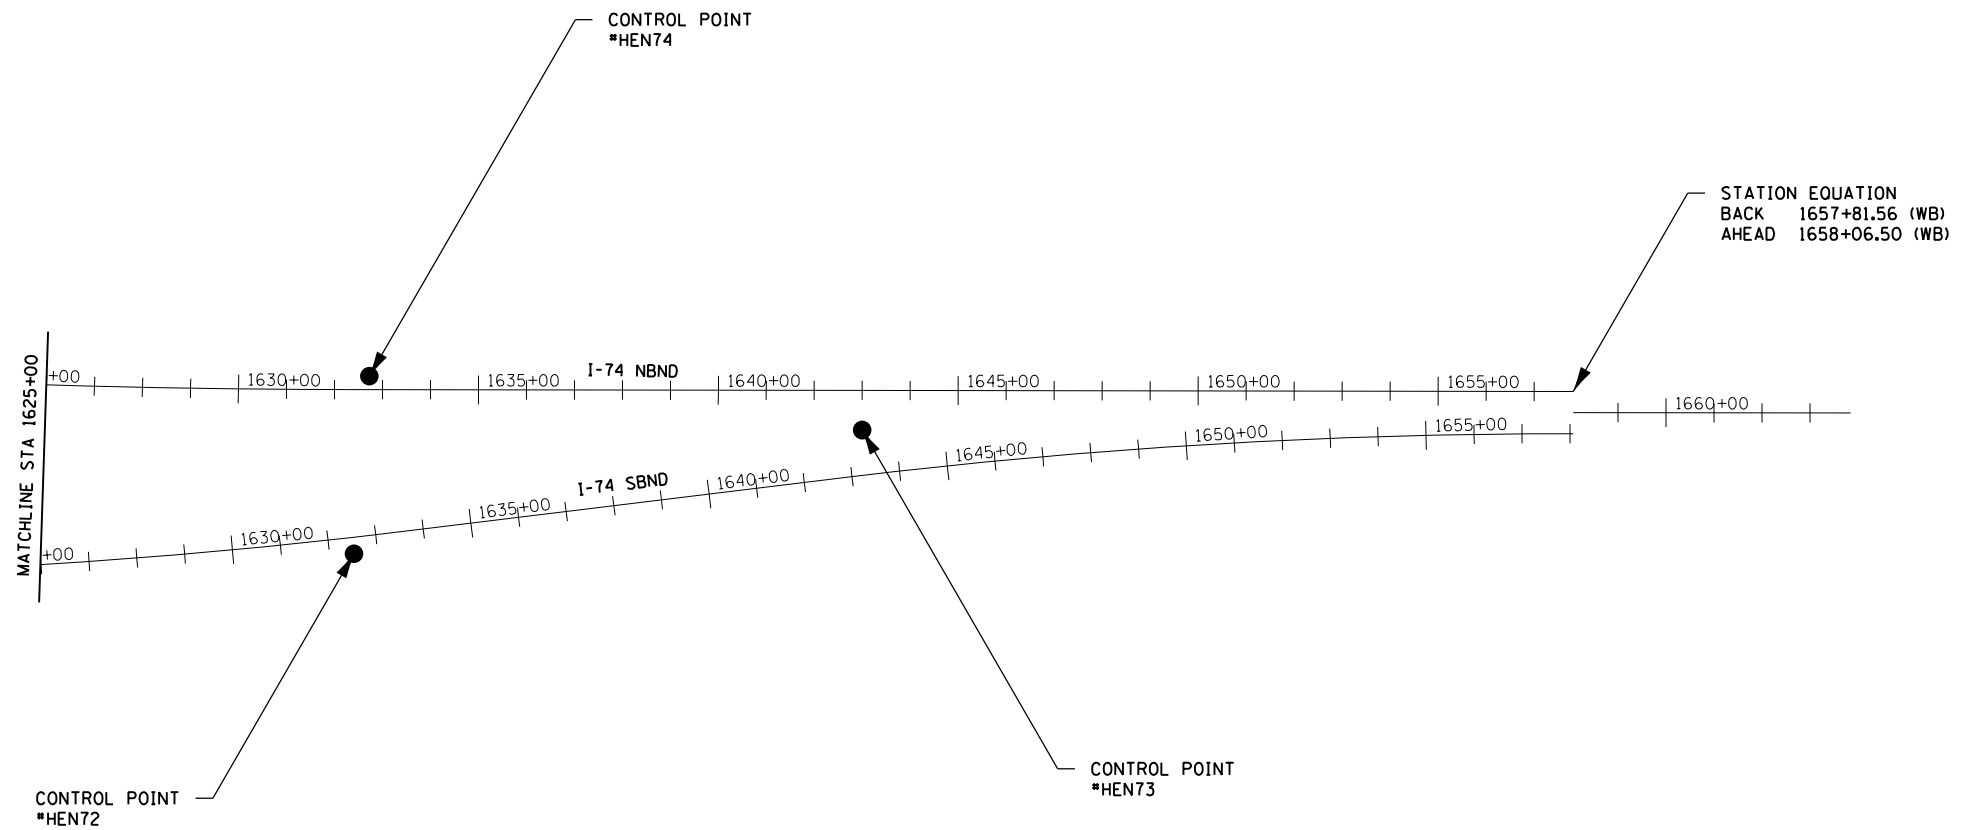 CONTROL POINT
#HEN74
STATION EQUATION
BACK 1657+81.56 (WB)
AHEAD 1658+06.50 (WB)
MATCHLINE STA 1625+00
+00
1630+00
1635+00
I-74 NBND
1640+00
1645+00
1650+00
1655+00
1660+00
+00
1630+00
1635+00
I-74 SBND
1640+00
1645+00
1650+00
1655+00
CONTROL POINT
#HEN73
CONTROL POINT
#HEN72